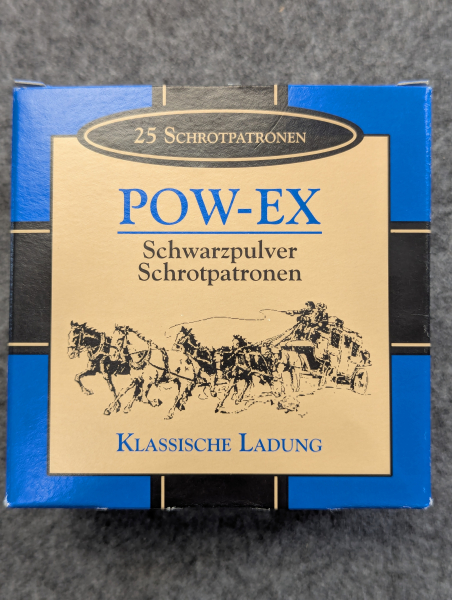 25 SCHROTPATRONEN
POW-EX
Schwarzpulver
Schrotpatronen
KLASSISCHE LADUNG